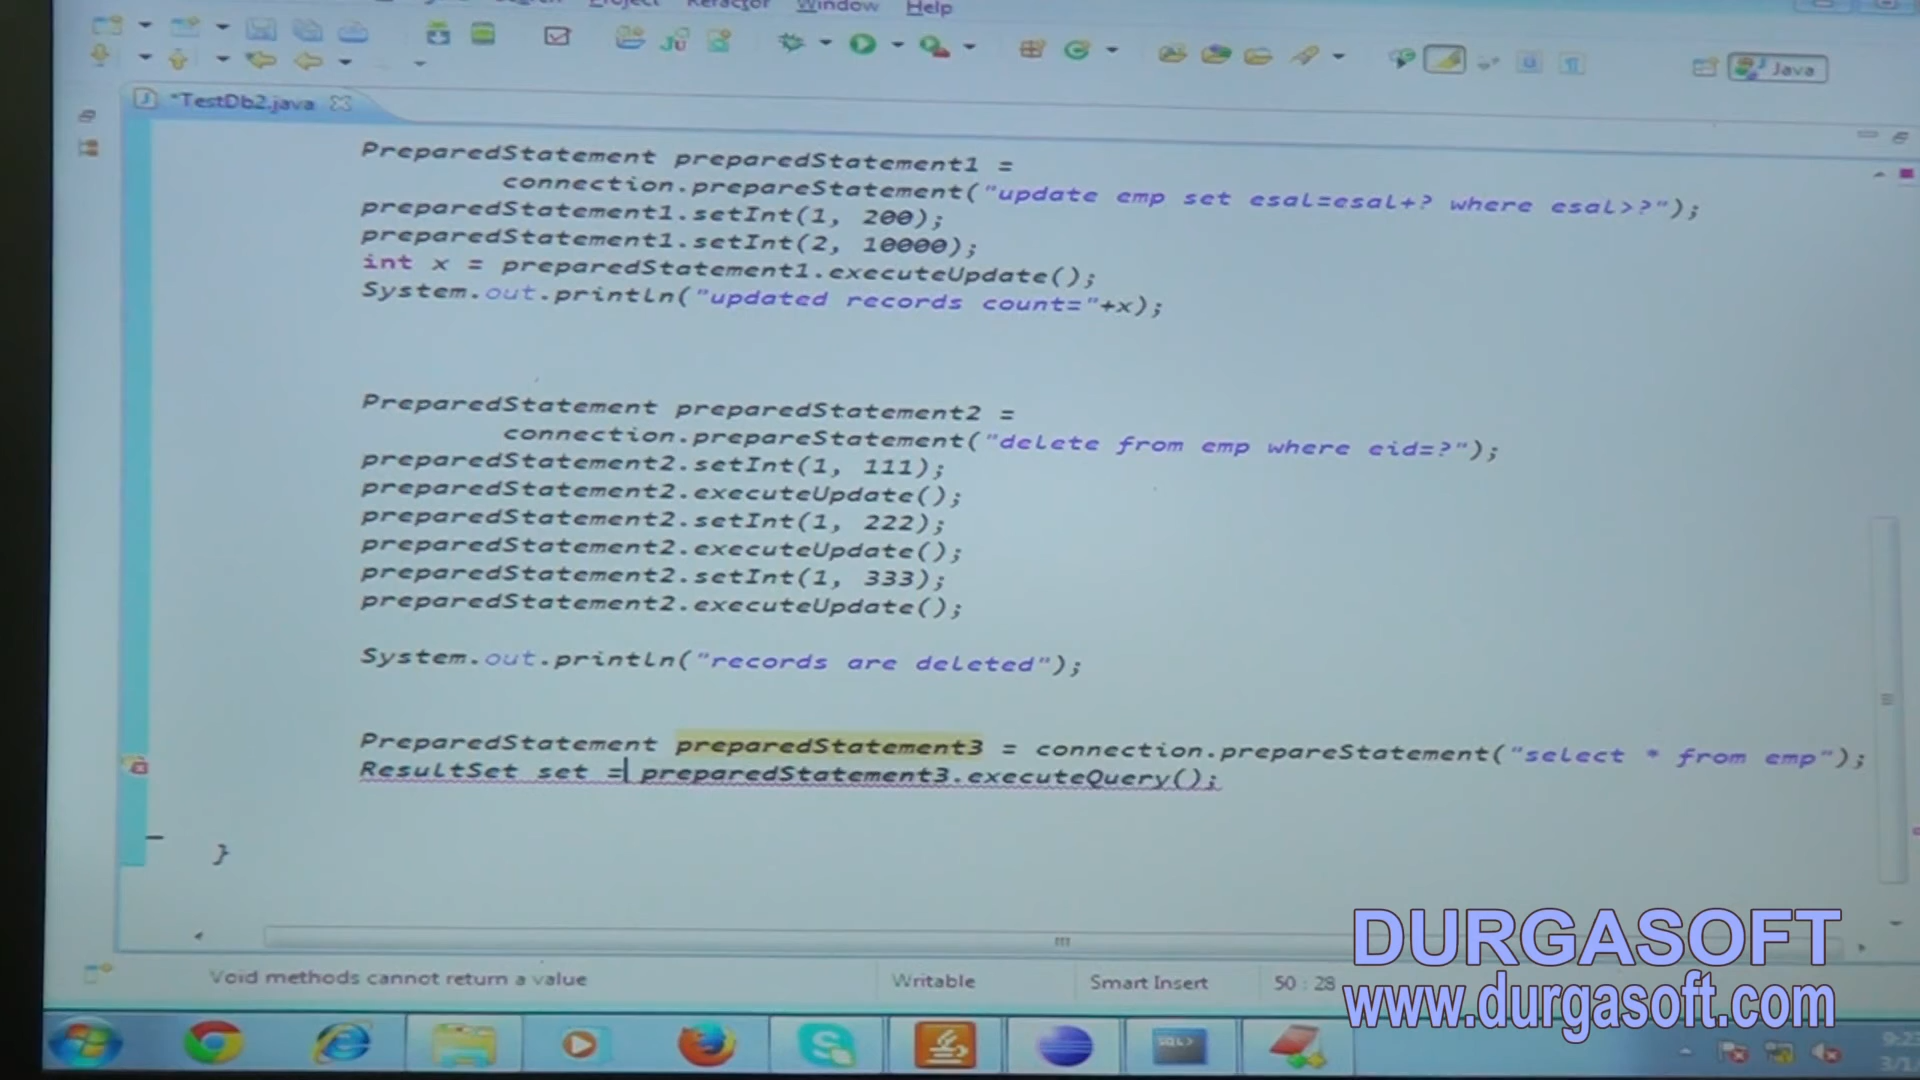 Project Refactor Window Help
Java
*TestDb2.java
PreparedStatement preparedStatement1 =
connection.prepareStatement("update emp set esal=esal+? where esal>?");
preparedStatement1.setInt(1, 200);
preparedStatement1.setInt(2, 10000);
int x = preparedStatement1.executeUpdate();
System.out.println("updated records count="+x);
PreparedStatement preparedStatement2 =
connection.prepareStatement("delete from emp where eid=?");
preparedStatement2.setInt(1, 111);
preparedStatement2.executeUpdate();
preparedStatement2.setInt(1, 222);
preparedStatement2.executeUpdate();
preparedStatement2.setInt(1, 333);
preparedStatement2.executeUpdate();
System.out.println("records are deleted");
PreparedStatement preparedStatement3 = connection.prepareStatement("select * from emp");
ResultSet set = preparedStatement3.executeQuery();
}
DURGASOFT
www.durgasoft.com
Void methods cannot return a value
Writable
Smart Insert
50 : 28
SQL>